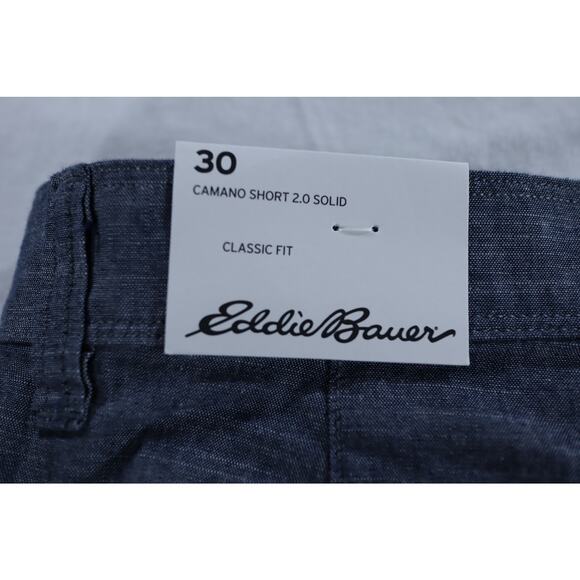 30
CAMANO SHORT 2.0 SOLID
CLASSIC FIT
Eddie Bauer